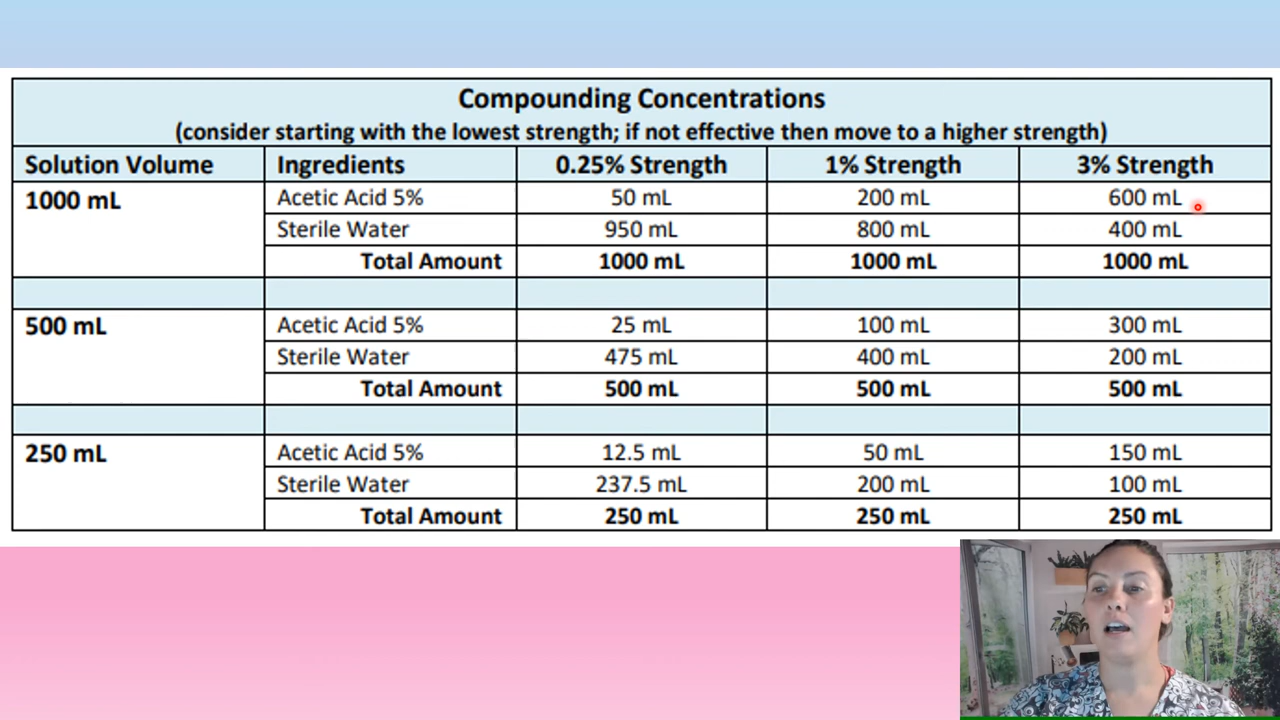 Compounding Concentrations
(consider starting with the lowest strength; if not effective then move to a higher strength)
Solution Volume Ingredients 0.25% Strength 1% Strength 3% Strength
1000 mL Acetic Acid 5% 50 mL 200 mL 600 mL
Sterile Water 950 mL 800 mL 400 mL
Total Amount 1000 mL 1000 mL 1000 mL
500 mL Acetic Acid 5% 25 mL 100 mL 300 mL
Sterile Water 475 mL 400 mL 200 mL
Total Amount 500 mL 500 mL 500 mL
250 mL Acetic Acid 5% 12.5 mL 50 mL 150 mL
Sterile Water 237.5 mL 200 mL 100 mL
Total Amount 250 mL 250 mL 250 mL